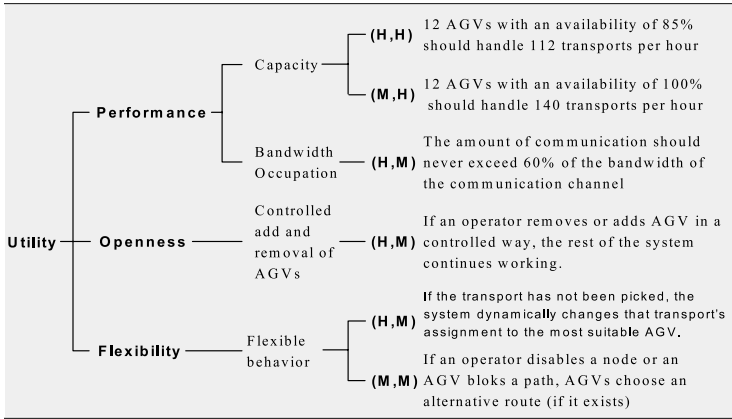 (H,H) 12 AGVs with an availability of 85%
should handle 112 transports per hour
Capacity
(M,H) 12 AGVs with an availability of 100%
should handle 140 transports per hour
Performance
Bandwidth
Occupation
(H,M) The amount of communication should
never exceed 60% of the bandwidth of
the communication channel
Utility
Openness
Controlled
add and
removal of
AGVs
(H,M) If an operator removes or adds AGV in a
controlled way, the rest of the system
continues working.
Flexibility
Flexible
behavior
(H,M) If the transport has not been picked, the
system dynamically changes that transport's
assignment to the most suitable AGV.
(M,M) If an operator disables a node or an
AGV bloks a path, AGVs choose an
alternative route (if it exists)